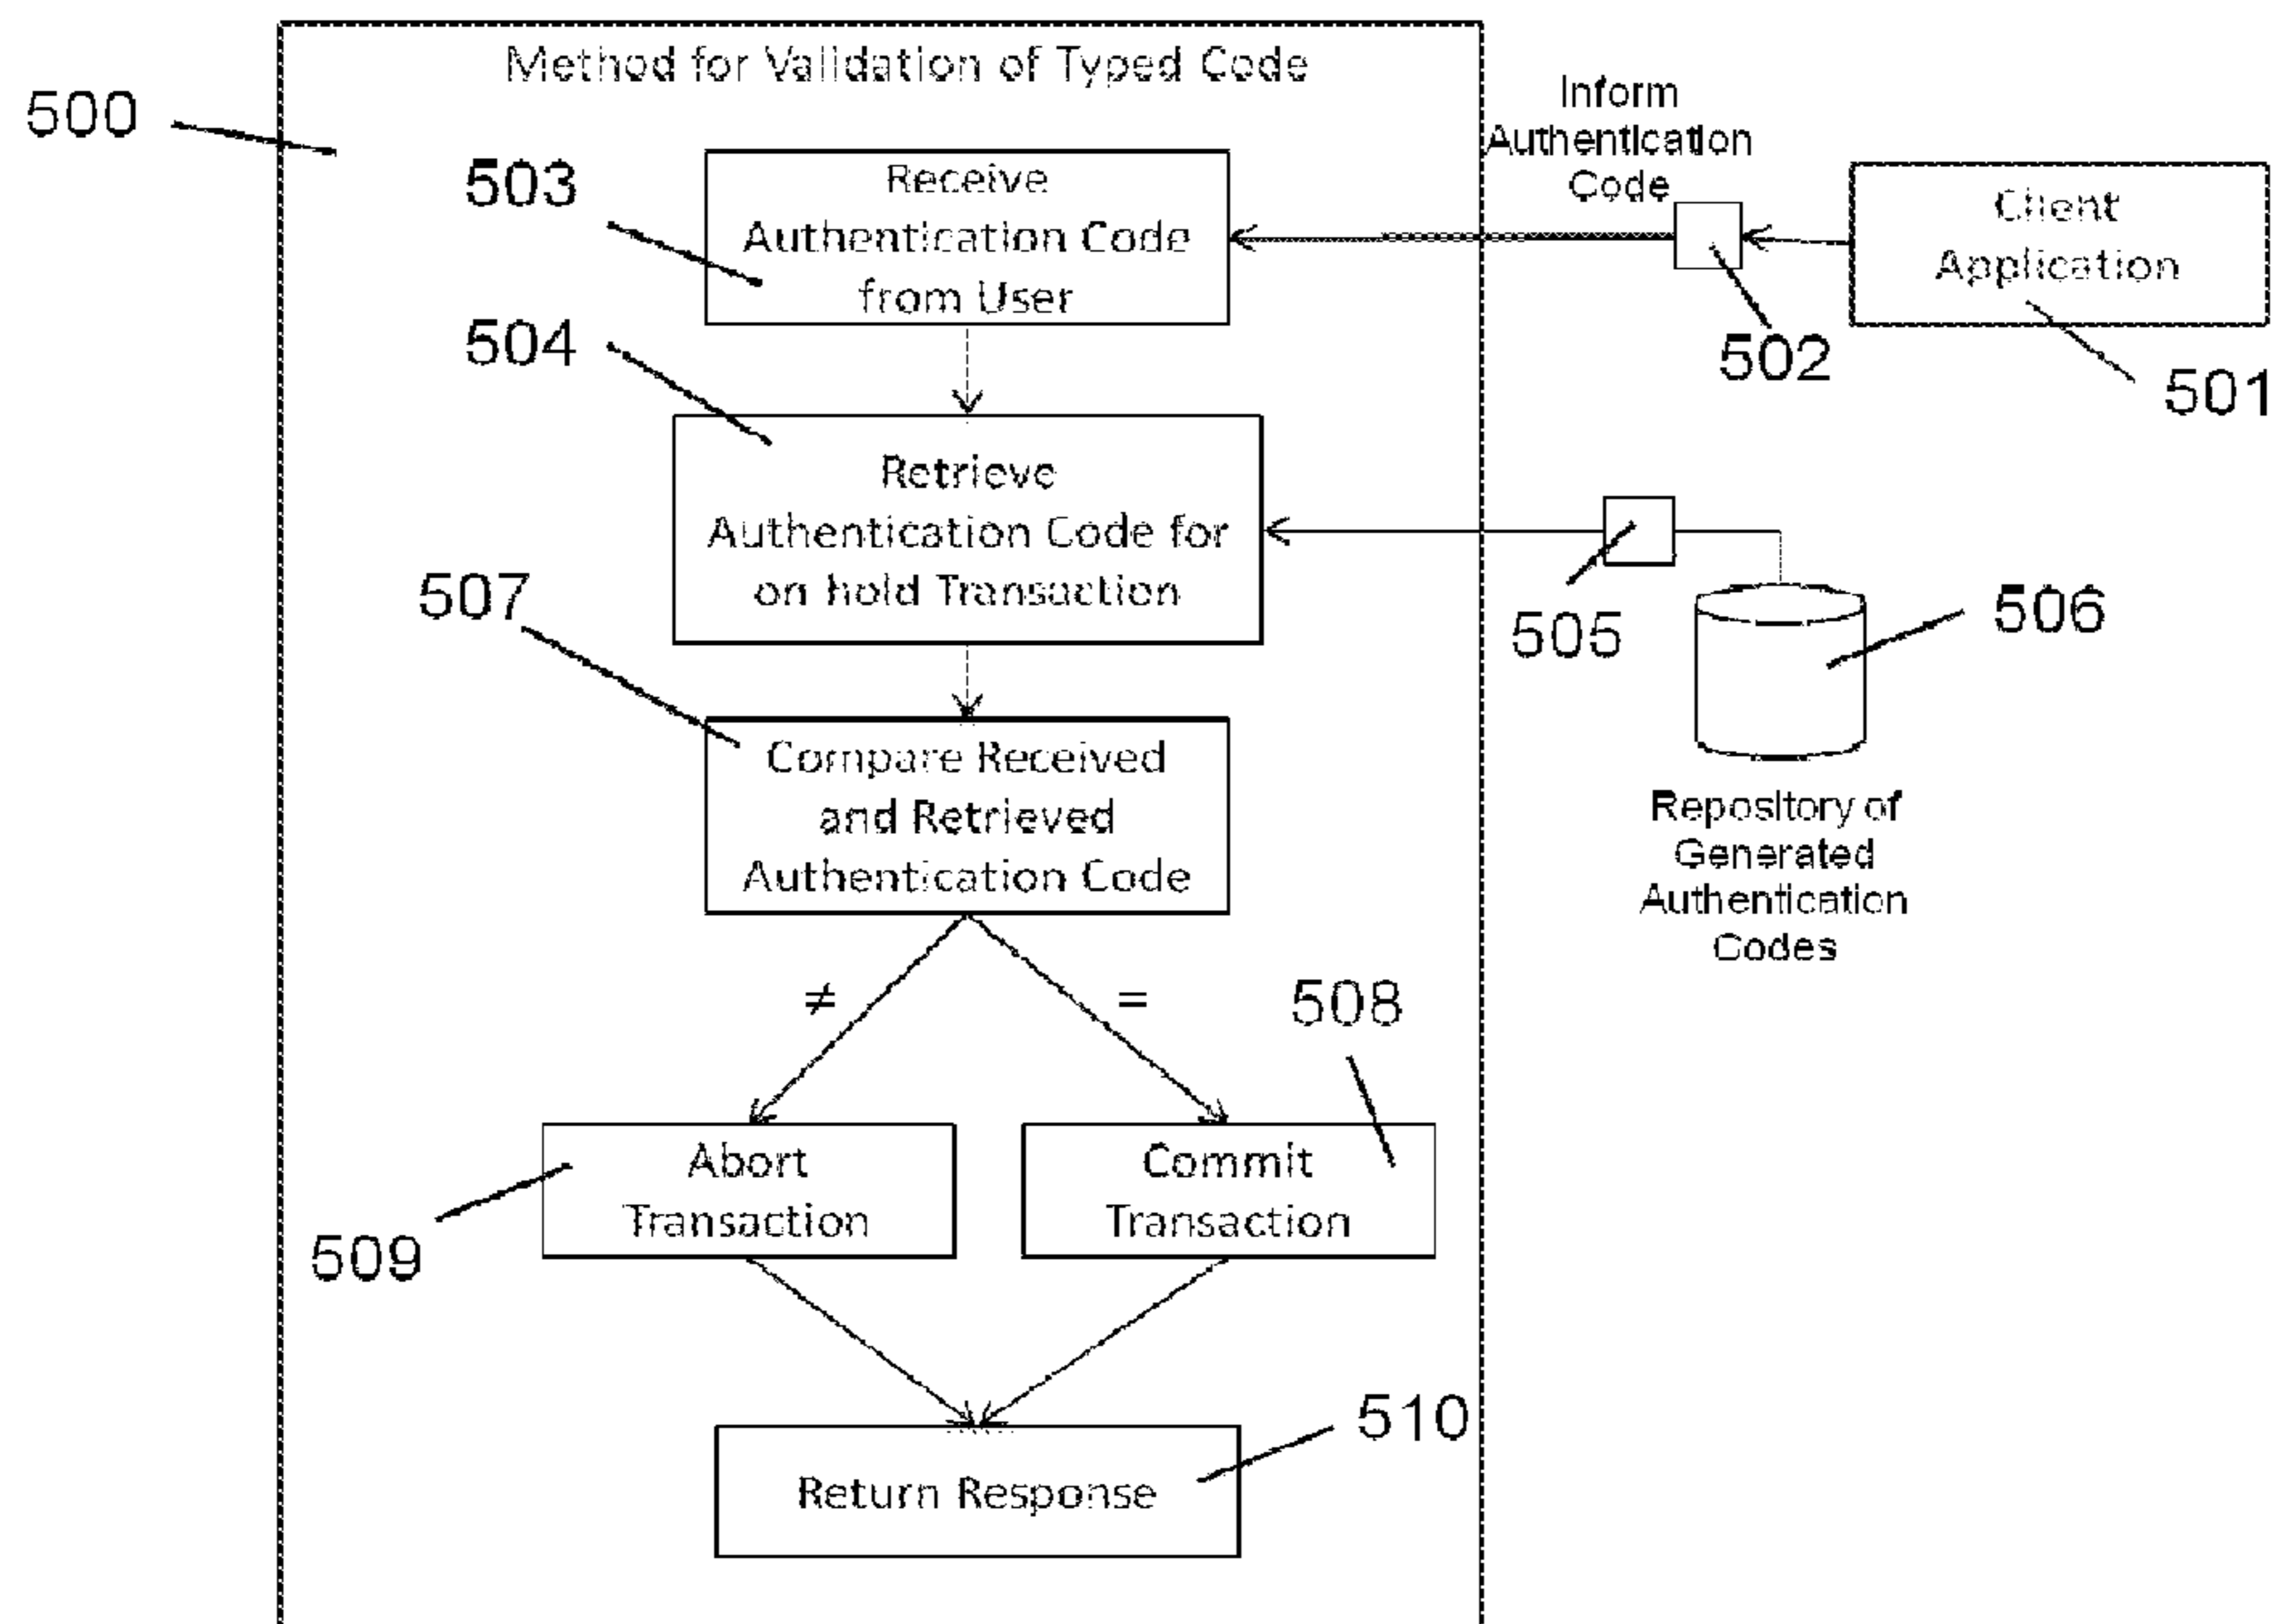 Method for Validation of Typed Code
500
503
Receive
Authentication Code
from User
Inform
Authentication
Code
Client
Application
502
501
504
Retrieve
Authentication Code for
on hold Transaction
505
506
Repository of
Generated
Authentication
Codes
507
Compare Received
and Retrieved
Authentication Code
≠
=
508
Abort
Transaction
Commit
Transaction
509
510
Return Response